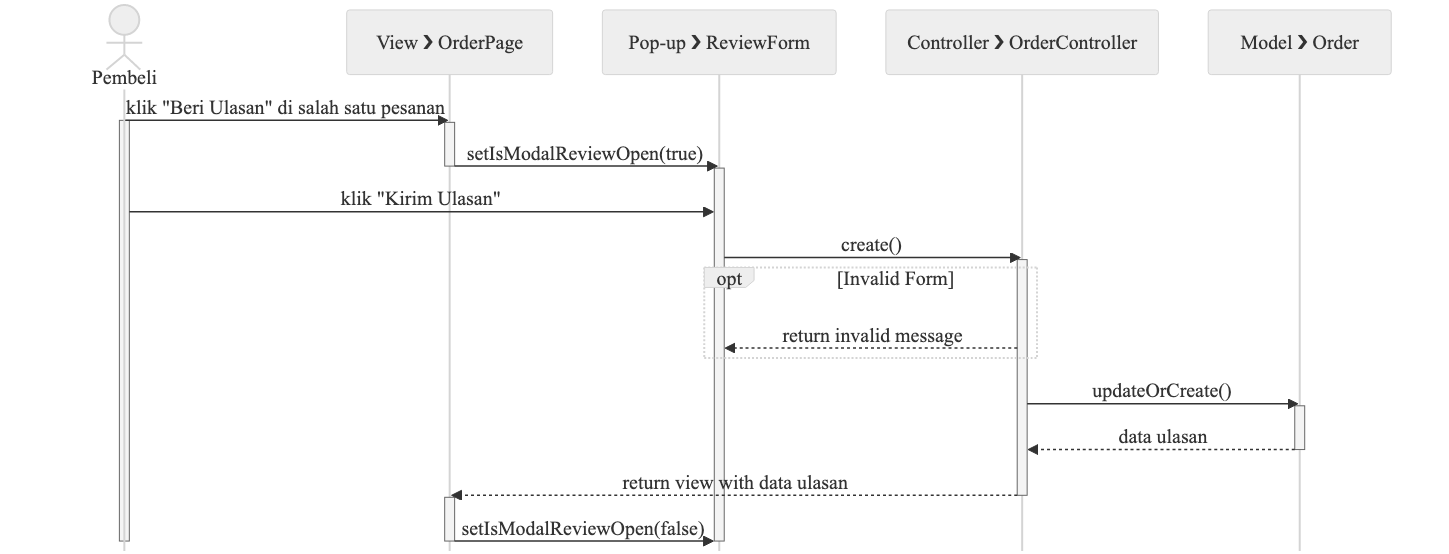 Pembeli
View ❯ OrderPage
Pop-up ❯ ReviewForm
Controller ❯ OrderController
Model ❯ Order
klik "Beri Ulasan" di salah satu pesanan
setIsModalReviewOpen(true)
klik "Kirim Ulasan"
create()
opt
[Invalid Form]
return invalid message
updateOrCreate()
data ulasan
return view with data ulasan
setIsModalReviewOpen(false)